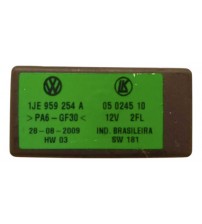 1JE 959 254 A
05 0245 10
>PA6-GF30<
12V 2FL
28-08-2009
IND. BRASILEIRA
HW 03
SW 181